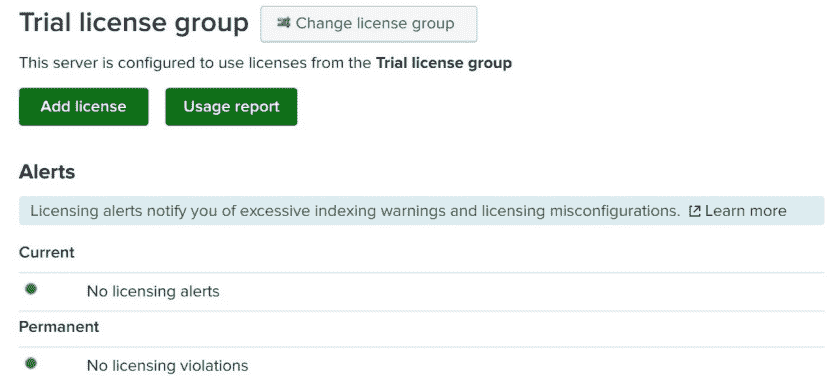 Trial license group Change license group
This server is configured to use licenses from the Trial license group
Add license Usage report
Alerts
Licensing alerts notify you of excessive indexing warnings and licensing misconfigurations. Learn more
Current
No licensing alerts
Permanent
No licensing violations